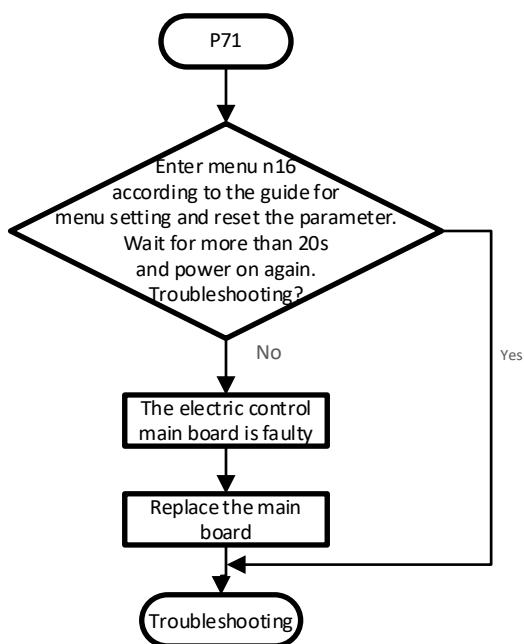 P71
Enter menu n16
according to the guide for
menu setting and reset the parameter.
Wait for more than 20s
and power on again.
Troubleshooting?
No
Yes
The electric control
main board is faulty
Replace the main
board
Troubleshooting